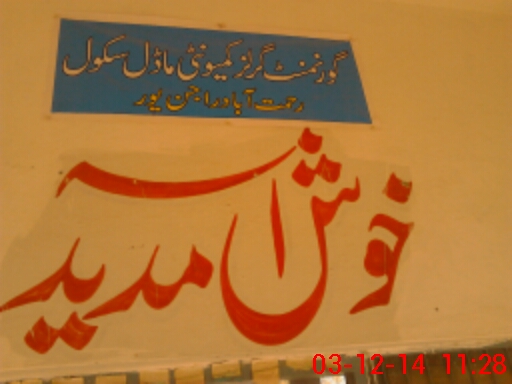 گورنمنٹ گرلز کمیونٹی ماڈل سکول
رحمت آباد راجن پور
خوش آمدید
03-12-14 11:28